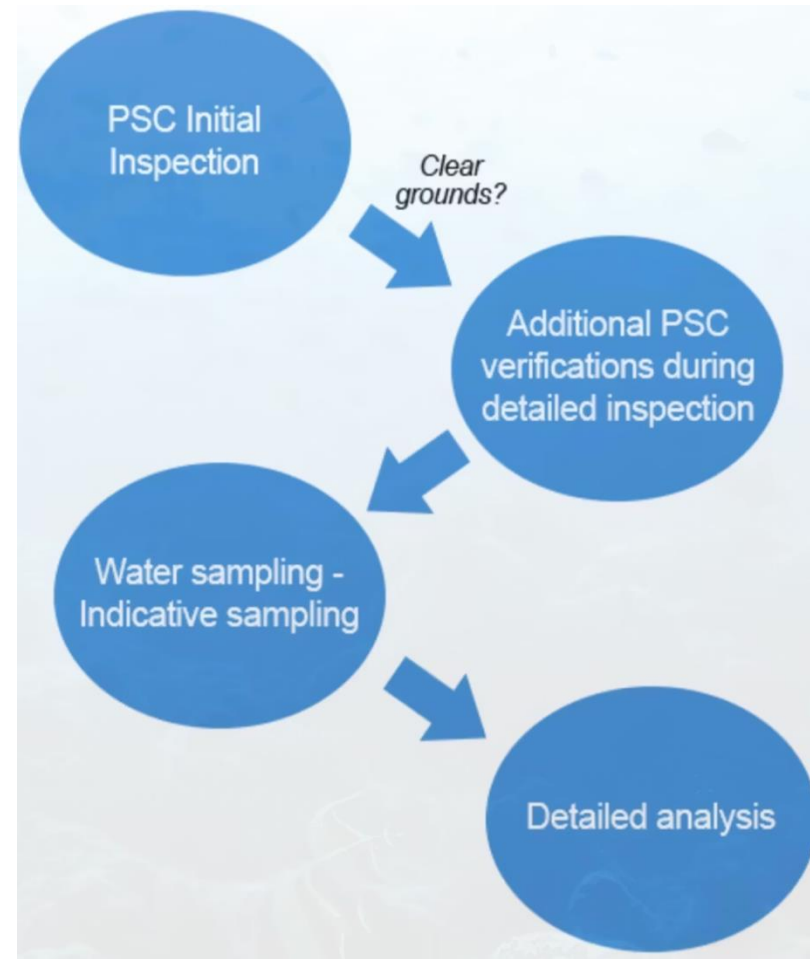 PSC Initial
Inspection
Clear
grounds?
Additional PSC
verifications during
detailed inspection
Water sampling -
Indicative sampling
Detailed analysis